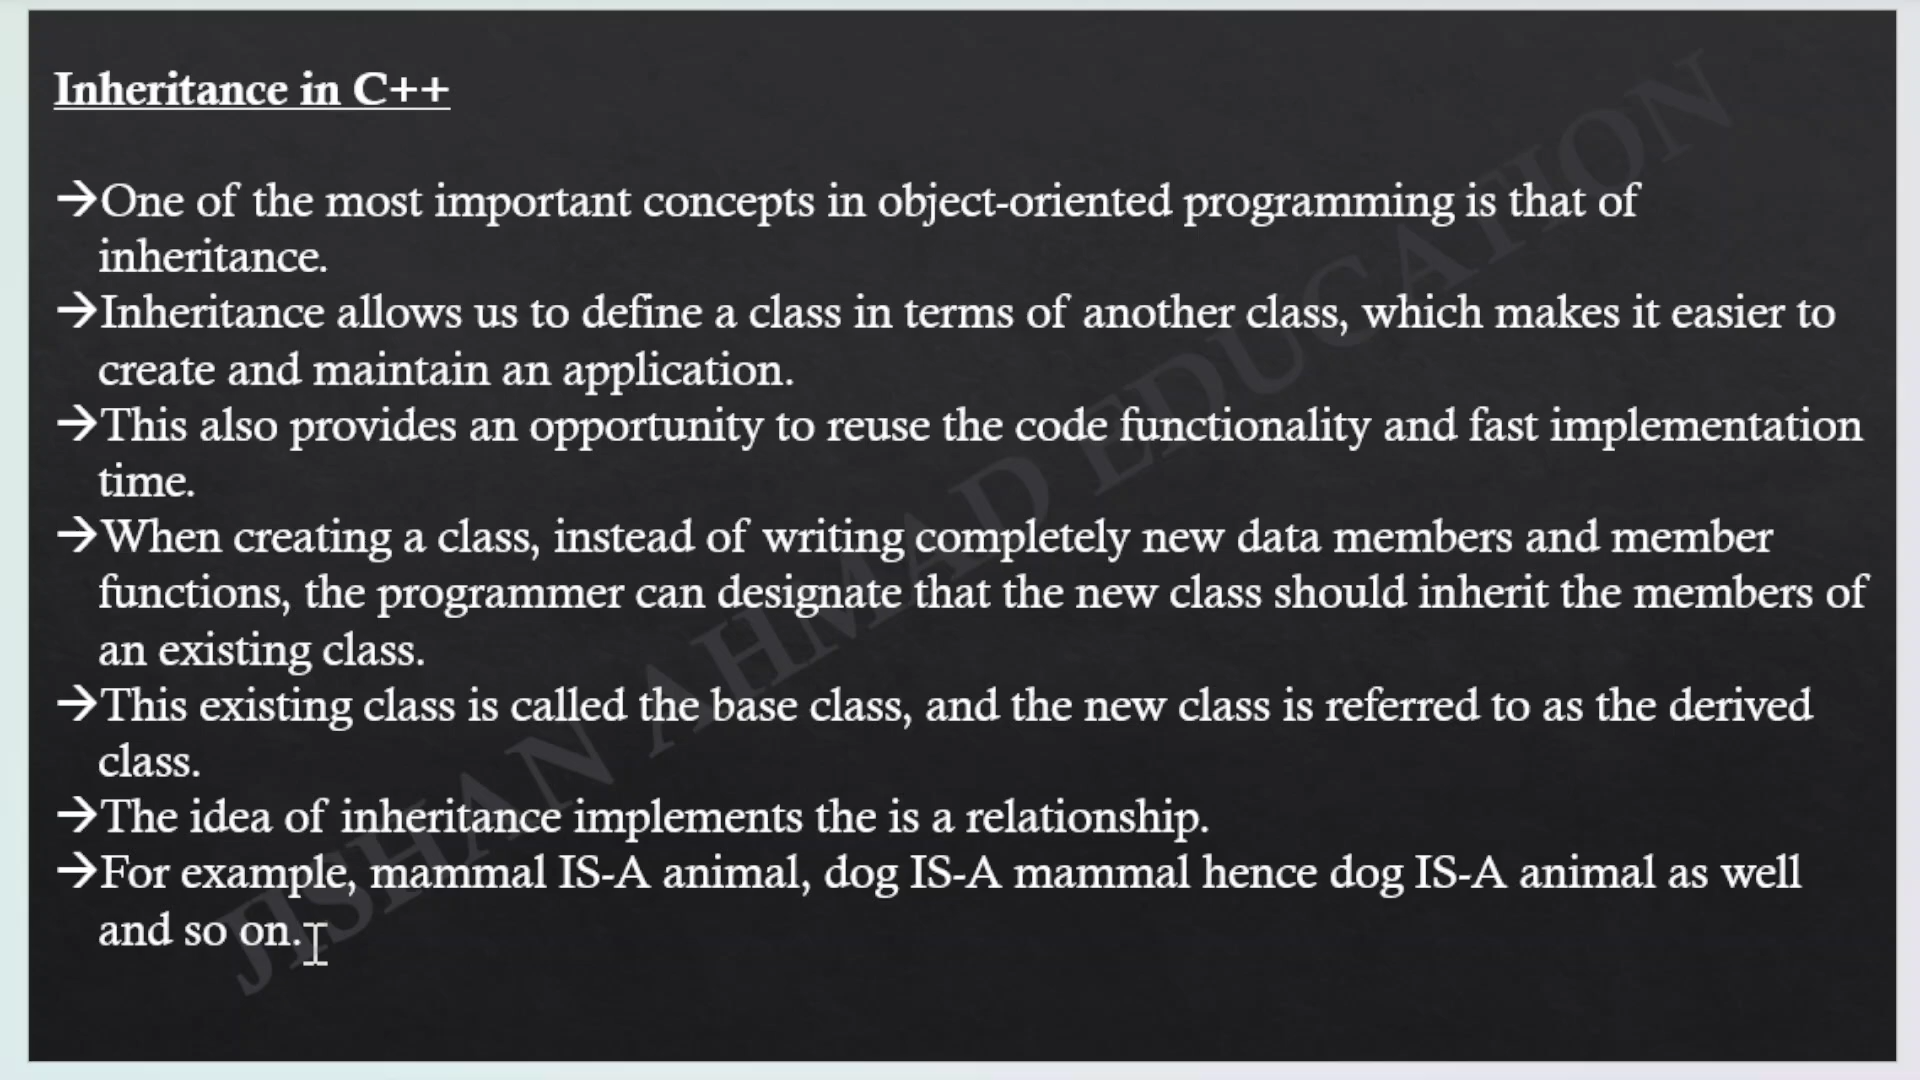 Inheritance in C++
→One of the most important concepts in object-oriented programming is that of
inheritance.
→Inheritance allows us to define a class in terms of another class, which makes it easier to
create and maintain an application.
→This also provides an opportunity to reuse the code functionality and fast implementation
time.
→When creating a class, instead of writing completely new data members and member
functions, the programmer can designate that the new class should inherit the members of
an existing class.
→This existing class is called the base class, and the new class is referred to as the derived
class.
→The idea of inheritance implements the is a relationship.
→For example, mammal IS-A animal, dog IS-A mammal hence dog IS-A animal as well
and so on.
JISHAN AHMAD EDUCATION